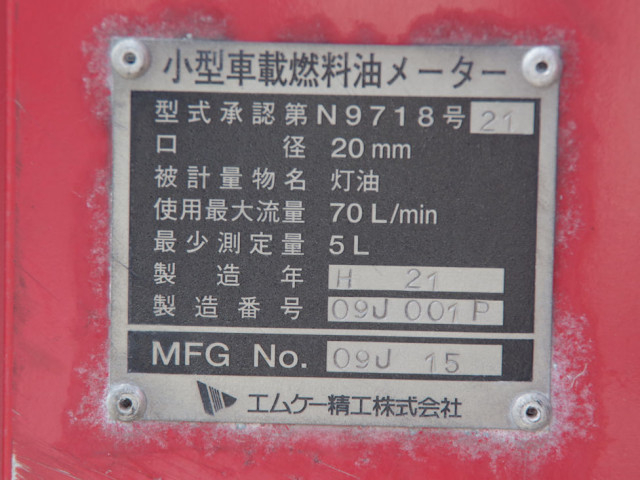 小型車載燃料油メーター
型式承認第N9718号 21
口径 20mm
被計量物名 灯油
使用最大流量 70L/min
最少測定量 5L
製造年 H 21
製造番号 09J 001P
MFG No. 09J 15
エムケー精工株式会社